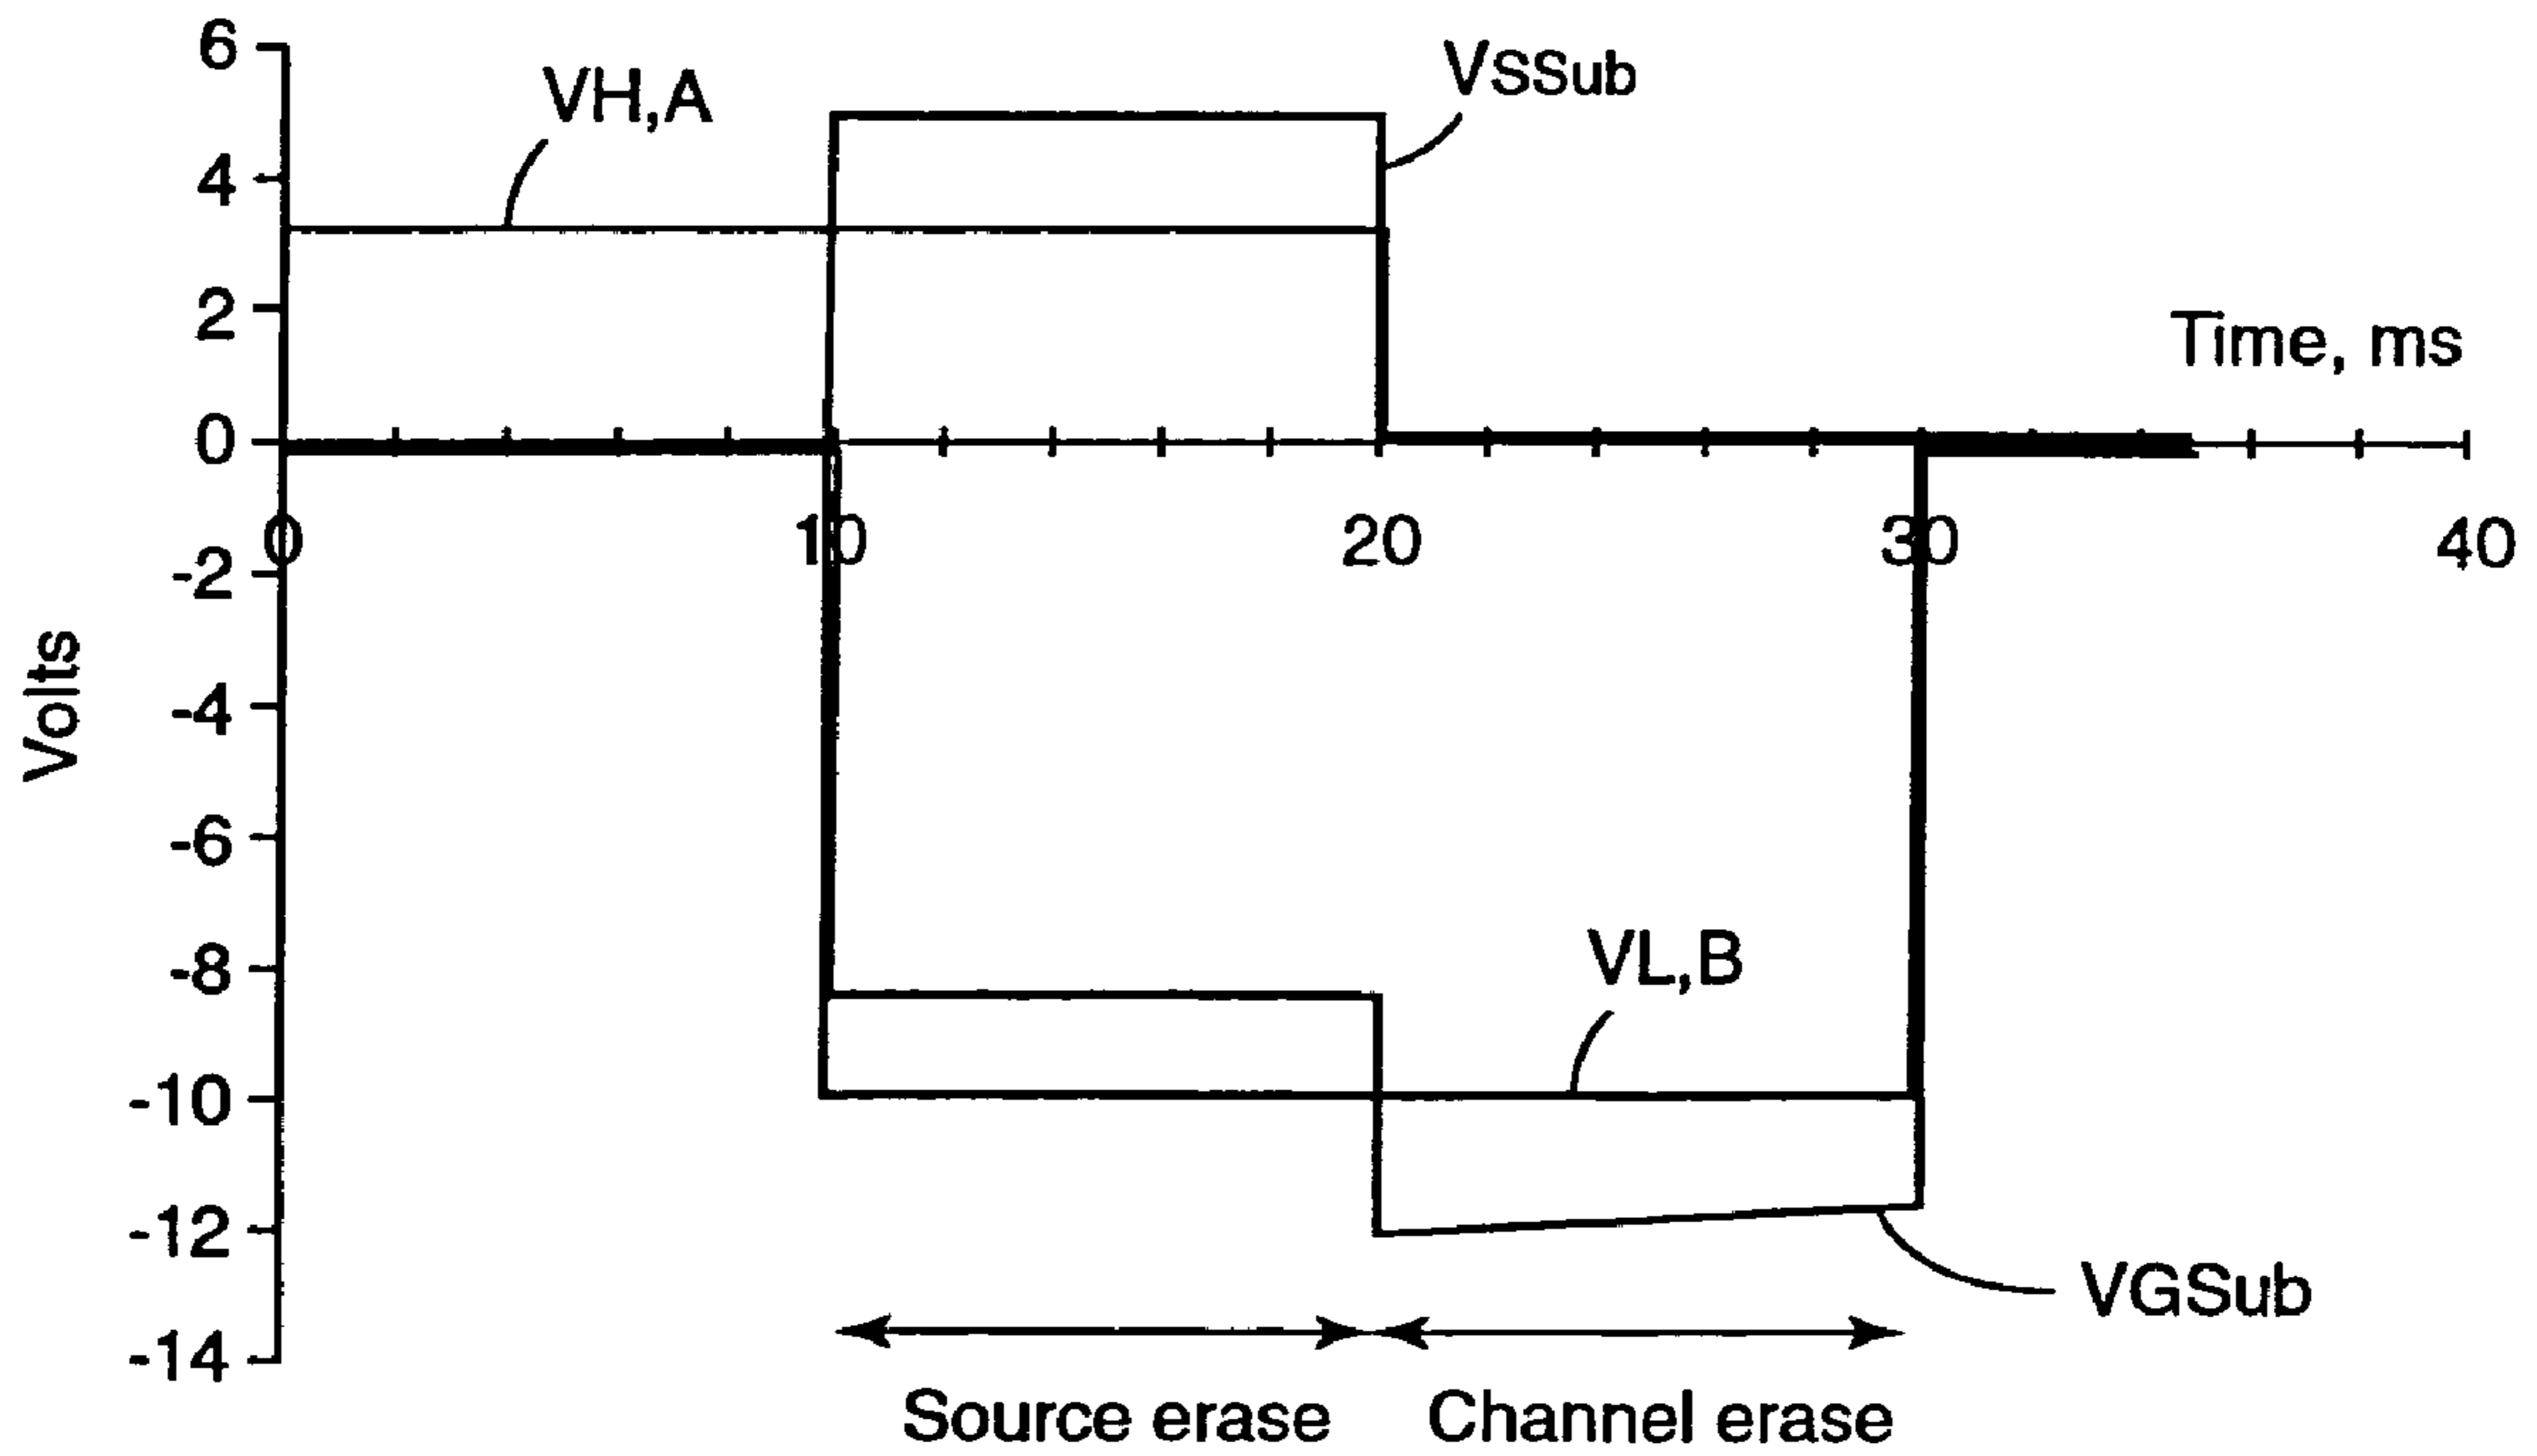 6
VH,A
VSSub
4
2
Time, ms
0
0
10
20
30
40
-2
Volts
-4
-6
-8
VL,B
-10
-12
VGSub
-14
Source erase
Channel erase